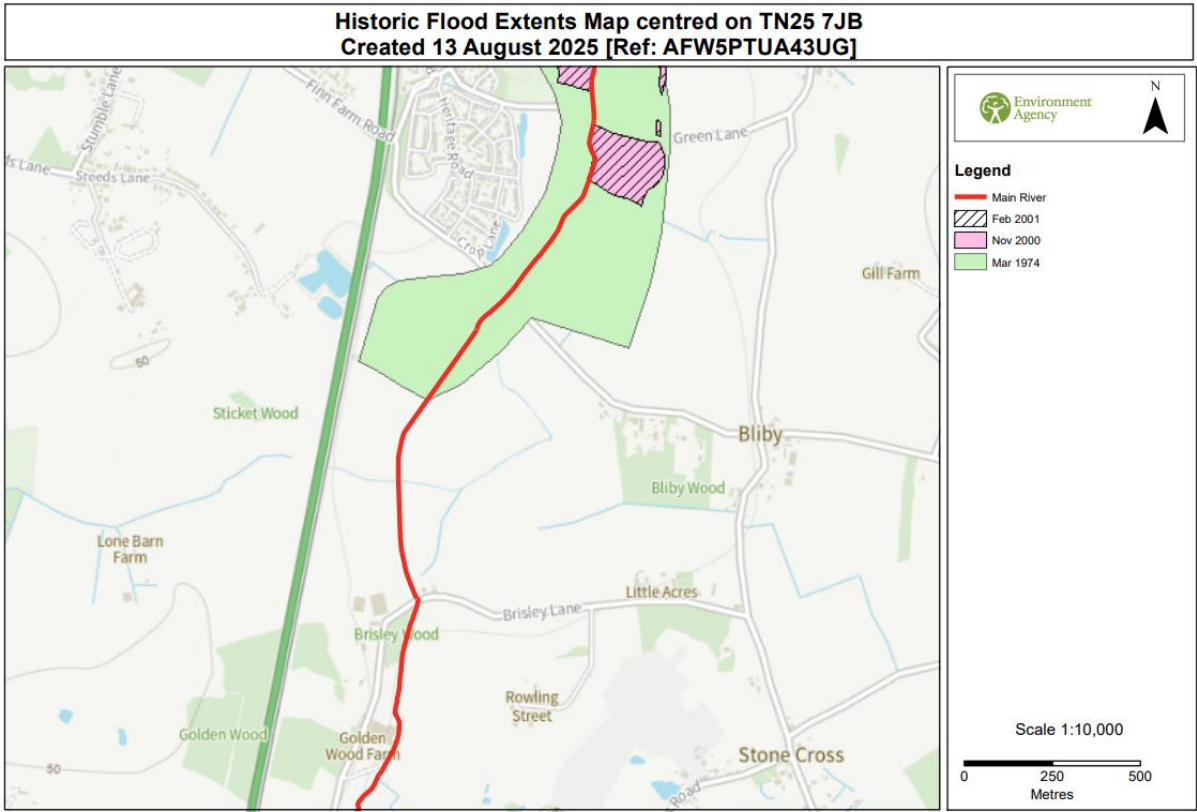 Historic Flood Extents Map centred on TN25 7JB
Created 13 August 2025 [Ref: AFW5PTUA43UG]
Stumble Lane
Finn Farm Road
Heritage Road
Green Lane
ds Lane
Steeds Lane
Crop Lane
Gill Farm
50
Sticket Wood
Bliby
Bliby Wood
Lone Barn
Farm
Little Acres
Brisley Lane
Brisley Wood
Rowling
Street
Golden Wood
Golden
Wood Farm
Stone Cross
50
Road
Environment
Agency
N
Legend
Main River
Feb 2001
Nov 2000
Mar 1974
Scale 1:10,000
0 250 500
Metres